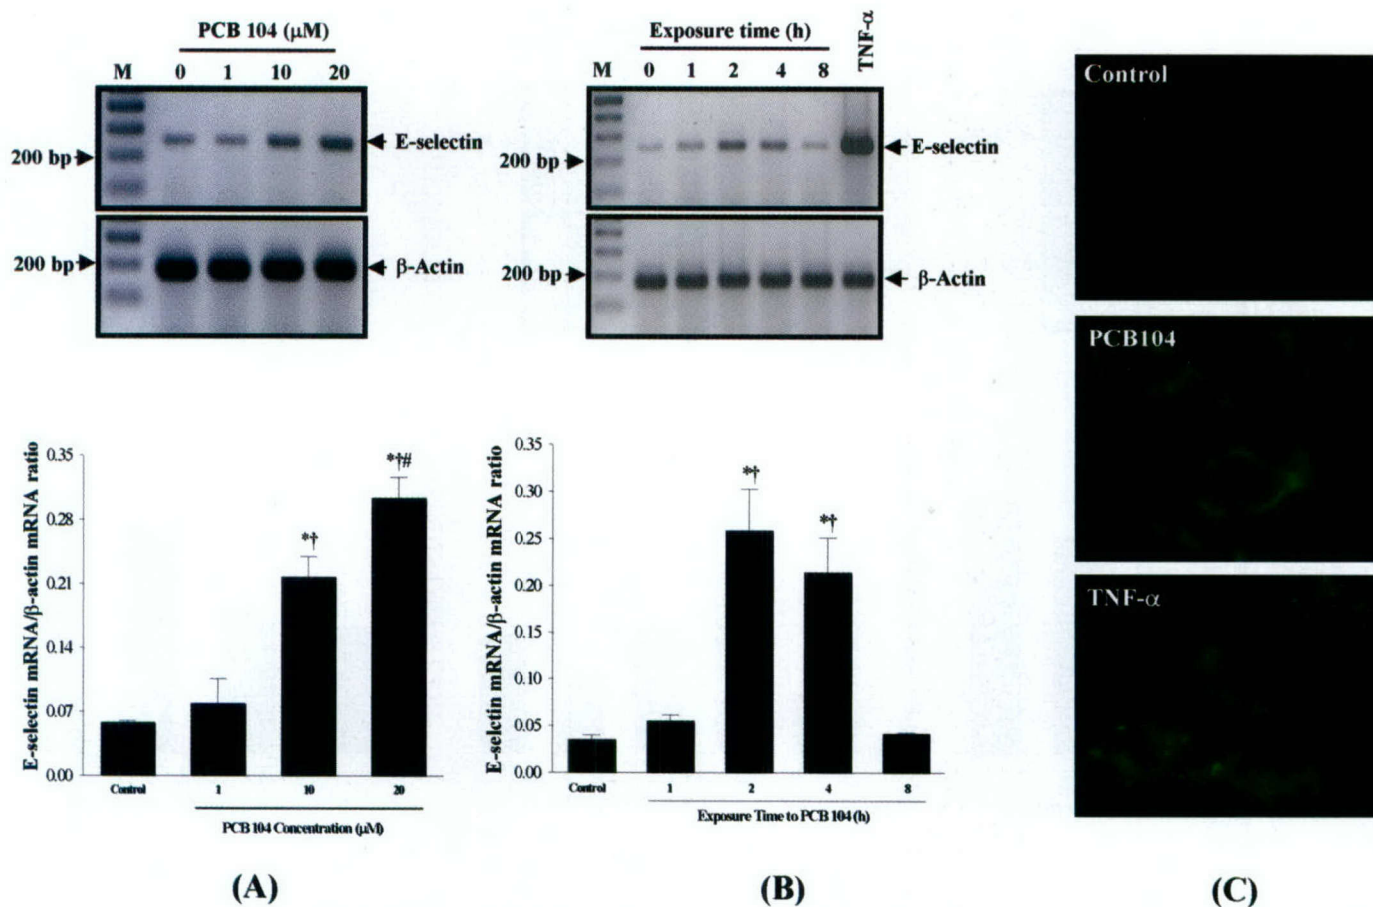 PCB 104 (μM)
M 0 1 10 20
200 bp
E-selectin
200 bp
β-Actin
E-selectin mRNA/β-actin mRNA ratio
0.35
0.28
0.21
0.14
0.07
0.00
*†
*†#
Control 1 10 20
PCB 104 Concentration (μM)
(A)
Exposure time (h)
TNF-α
M 0 1 2 4 8
200 bp
E-selectin
200 bp
β-Actin
E-selctin mRNA/β-actin mRNA ratio
0.35
0.30
0.25
0.20
0.15
0.10
0.05
0.00
*†
*†
Control 1 2 4 8
Exposure Time to PCB 104 (h)
(B)
Control
PCB104
TNF-α
(C)